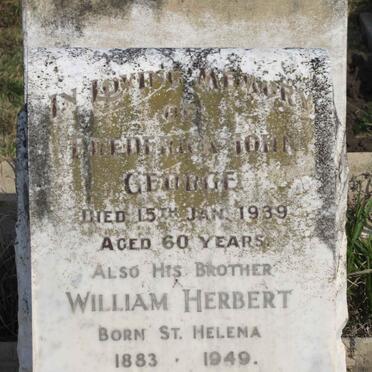 IN LOVING MEMORY
OF
FREDERICK JOHN
GEORGE
DIED 15TH JAN. 1939
AGED 60 YEARS.
ALSO HIS BROTHER
WILLIAM HERBERT
BORN ST. HELENA
1883 · 1949.